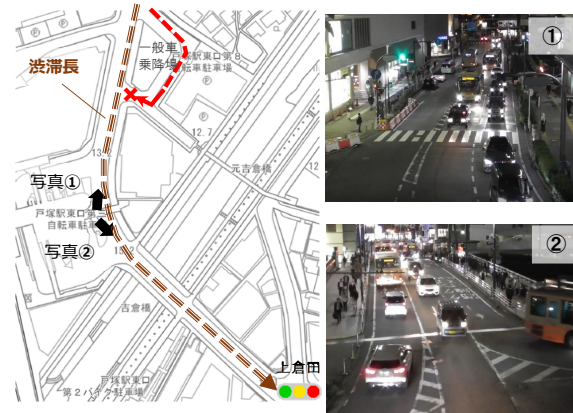 一般車
乗降場
戸塚駅東口第8
自転車駐車場
渋滞長
12.7
元吉倉橋
写真①
戸塚駅東口第三
自転車駐車
写真②
吉倉橋
上倉田
戸塚駅東口
第2バイク駐車場
①
②